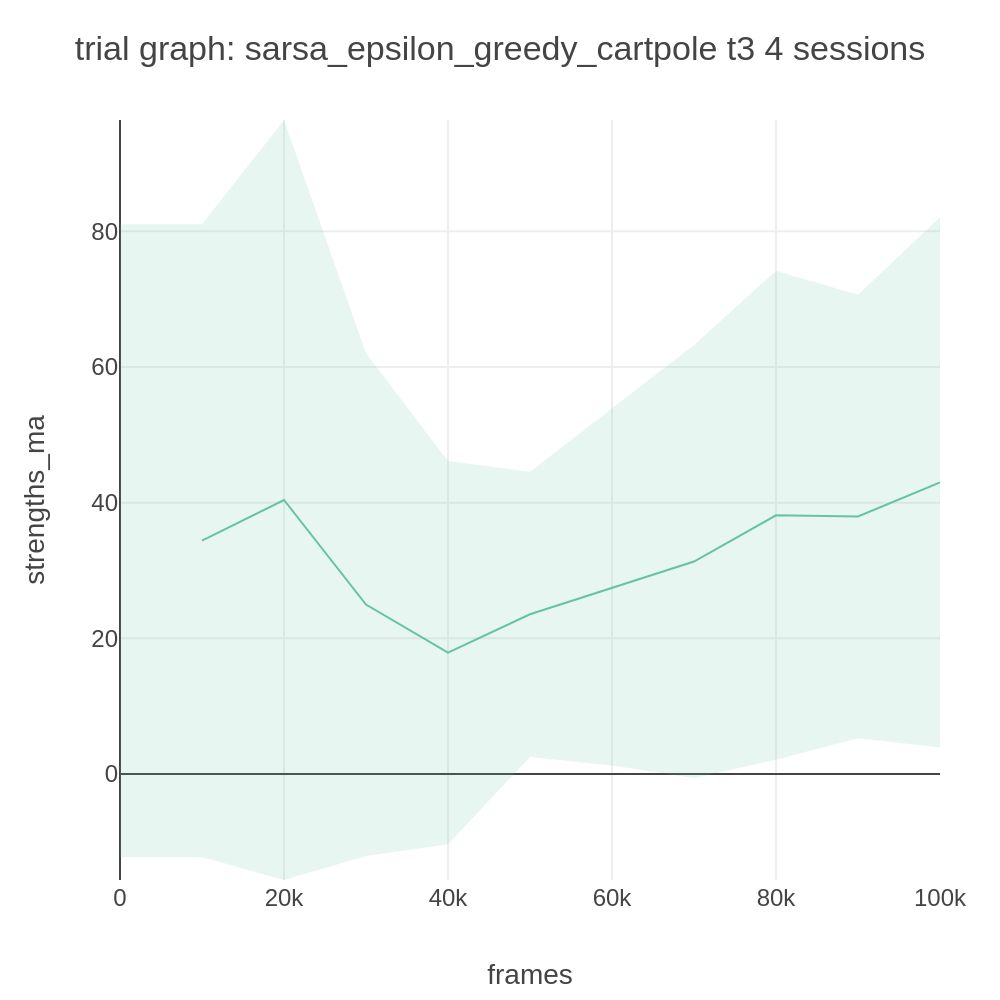 trial graph: sarsa_epsilon_greedy_cartpole t3 4 sessions
80
60
40
20
0
strengths_ma
0 20k 40k 60k 80k 100k
frames